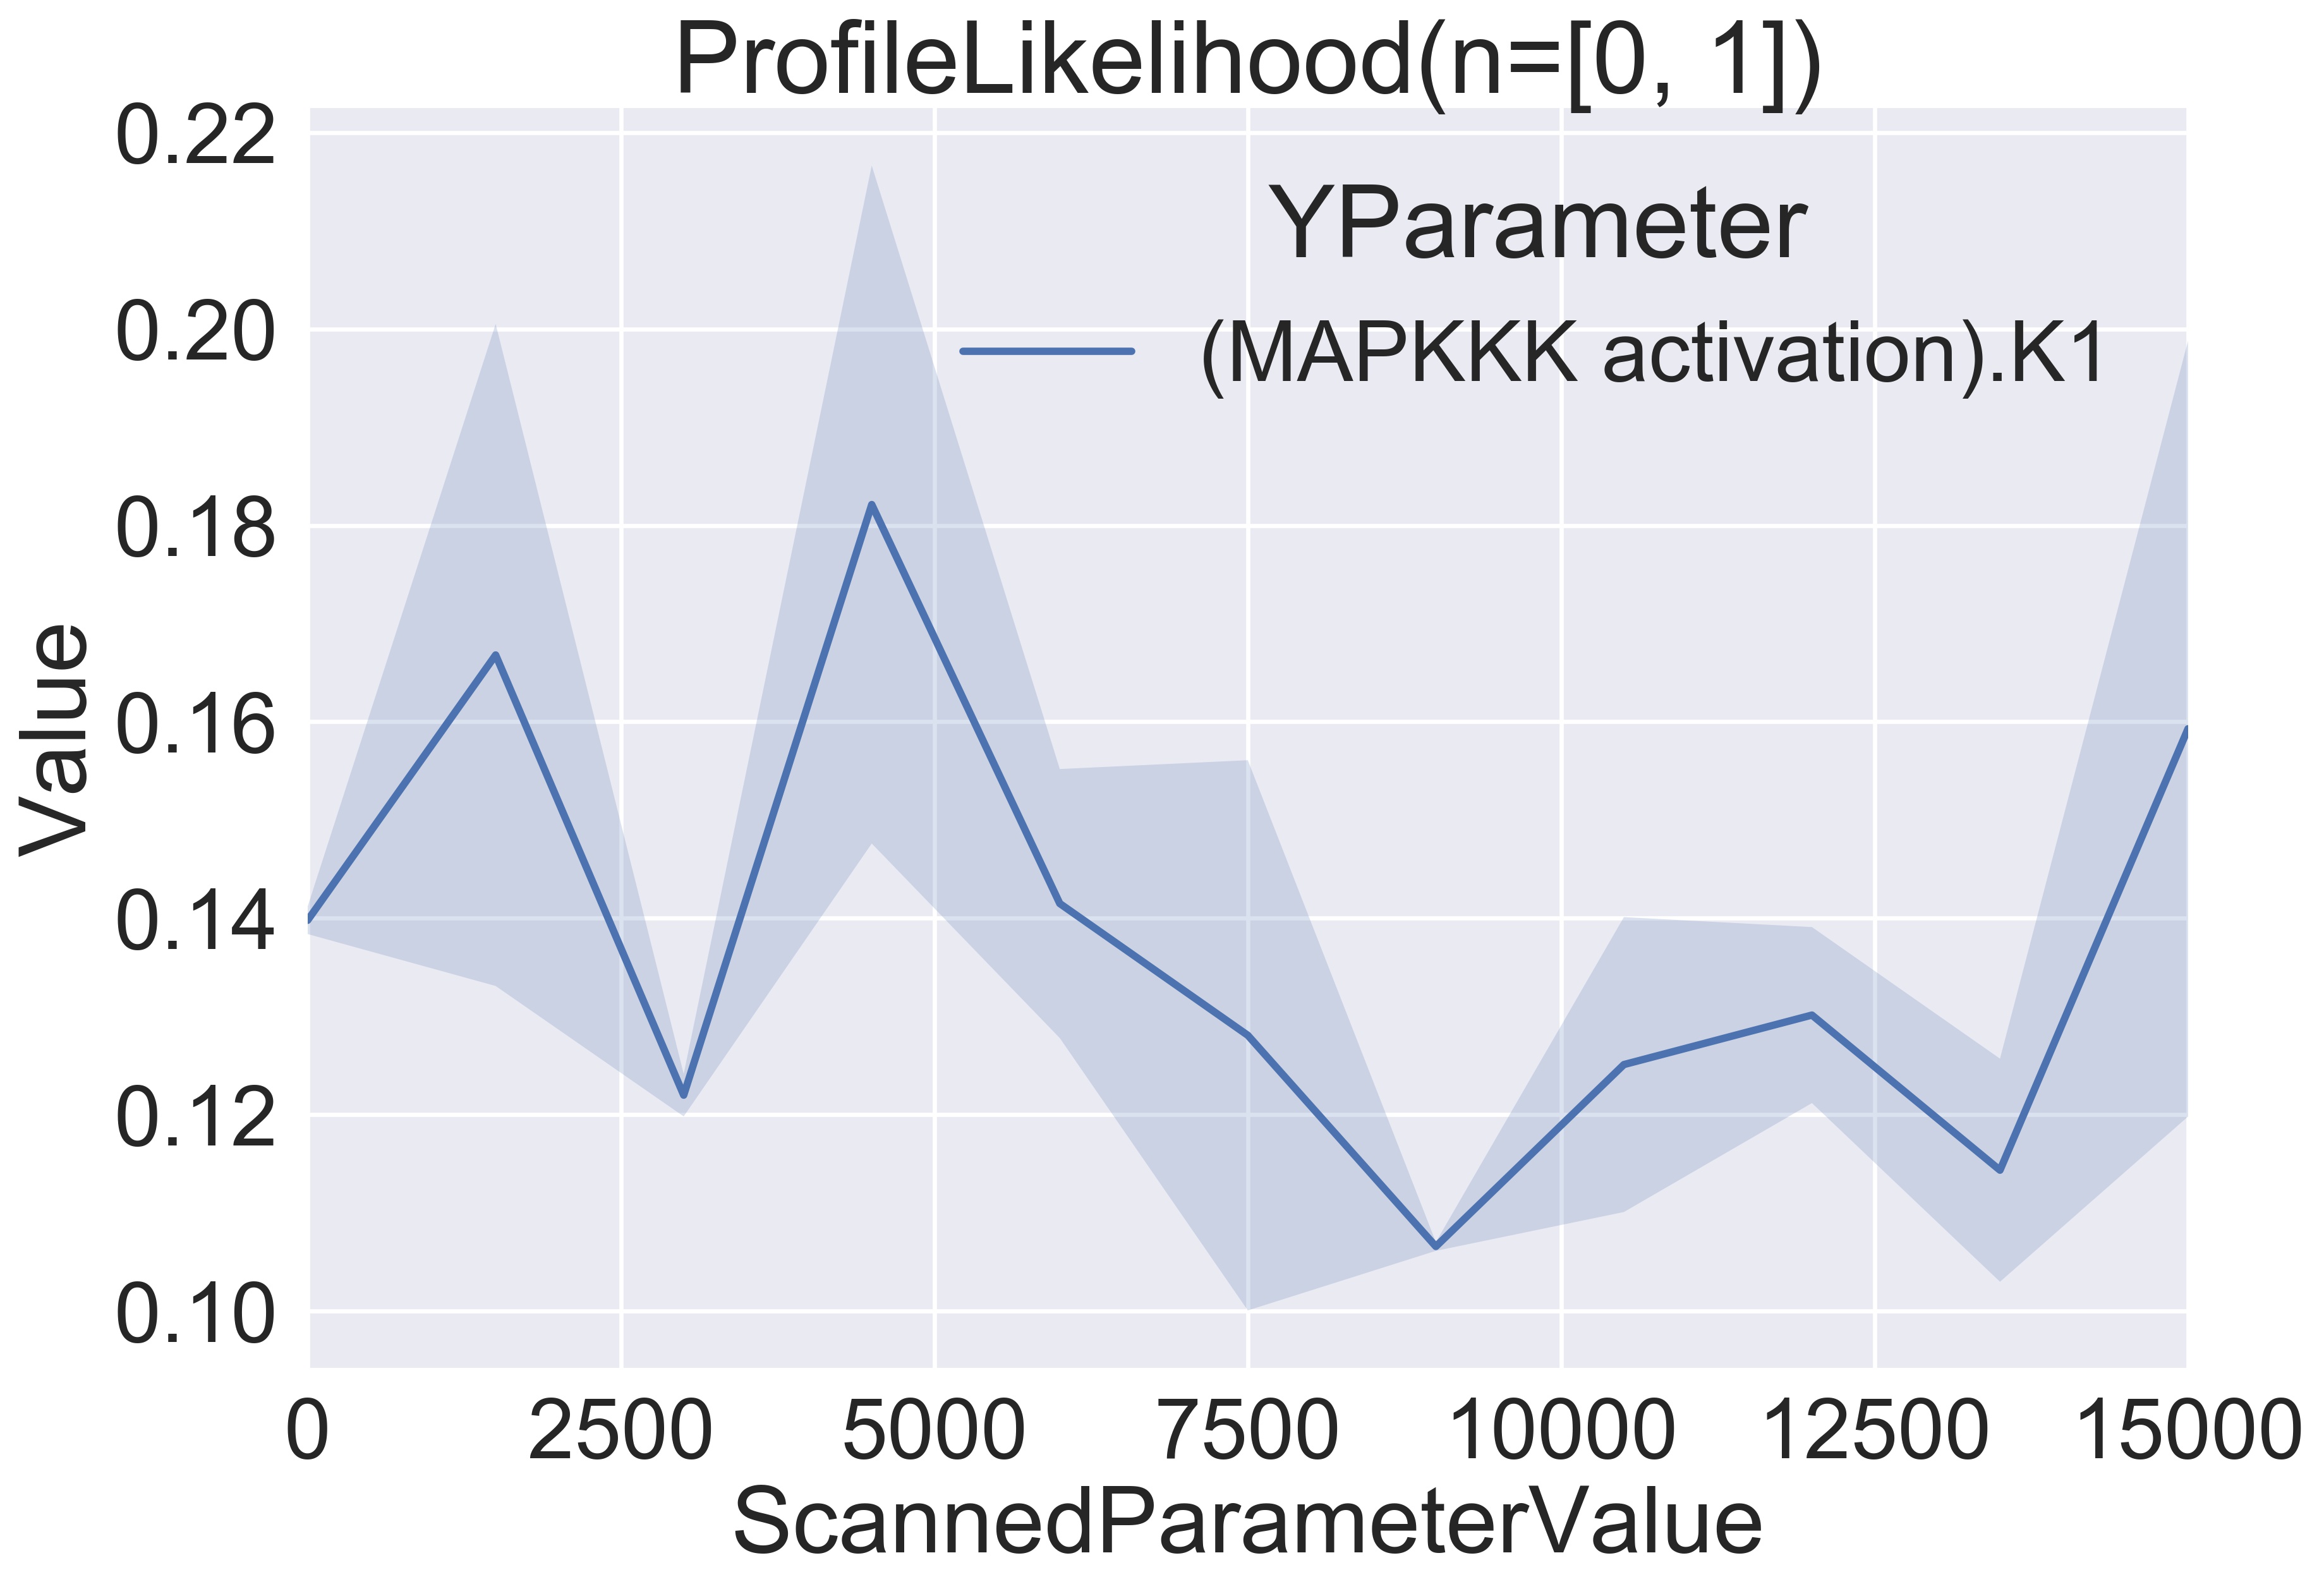 ProfileLikelihood(n=[0, 1])
YParameter
(MAPKKK activation).K1
Value
0.22
0.20
0.18
0.16
0.14
0.12
0.10
0 2500 5000 7500 10000 12500 15000
ScannedParameterValue